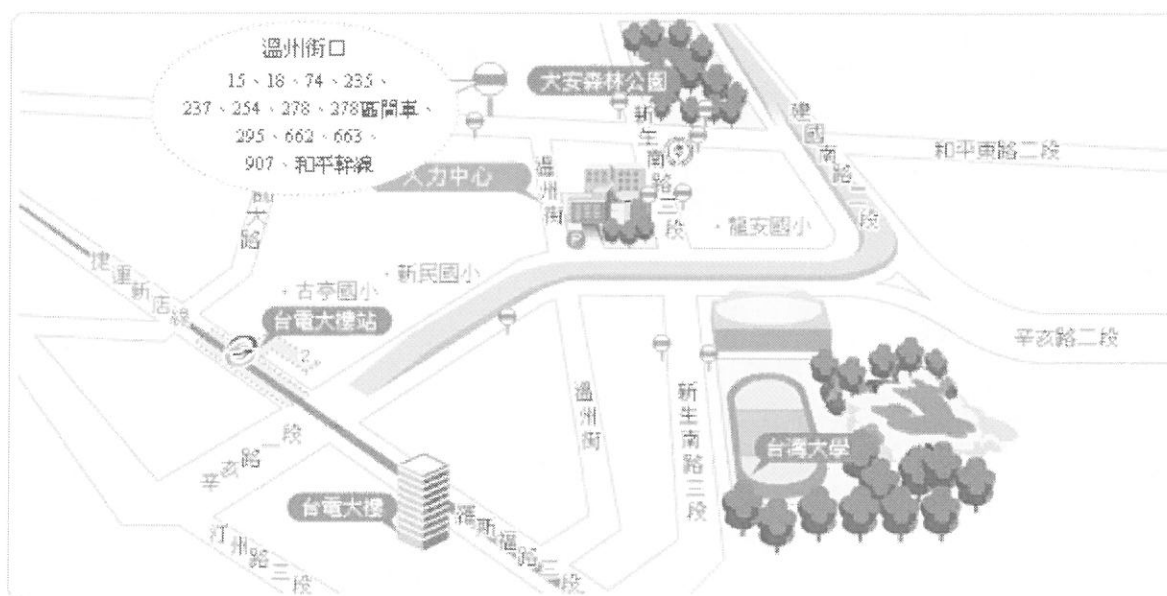 溫州街口
15、18、74、235、
237、254、278、278區間車、
295、662、663、
907、和平幹線
大安森林公園
新生南路三段
建國南路二段
和平東路二段
人力中心
溫州街
P
．龍安國小
大路
．新民國小
．古亭國小
捷運新店線
台電大樓站
2
辛亥路二段
溫州街
新生南路三段
台灣大學
辛亥路一段
台電大樓
汀州路三段
羅斯福路三段